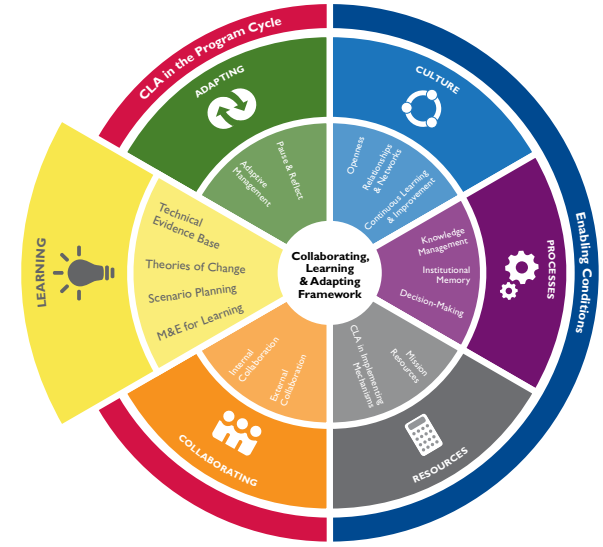 CLA in the Program Cycle
Enabling Conditions
ADAPTING
Adaptive
Management
Pause & Reflect
CULTURE
Openness
Relationships
& Networks
Continuous Learning
& Improvement
LEARNING
Technical
Evidence Base
Theories of Change
Scenario Planning
M&E for Learning
Collaborating,
Learning
& Adapting
Framework
PROCESSES
Knowledge
Management
Institutional
Memory
Decision-Making
COLLABORATING
Internal
Collaboration
External
Collaboration
RESOURCES
CLA in Implementing
Mechanisms
Mission
Resources